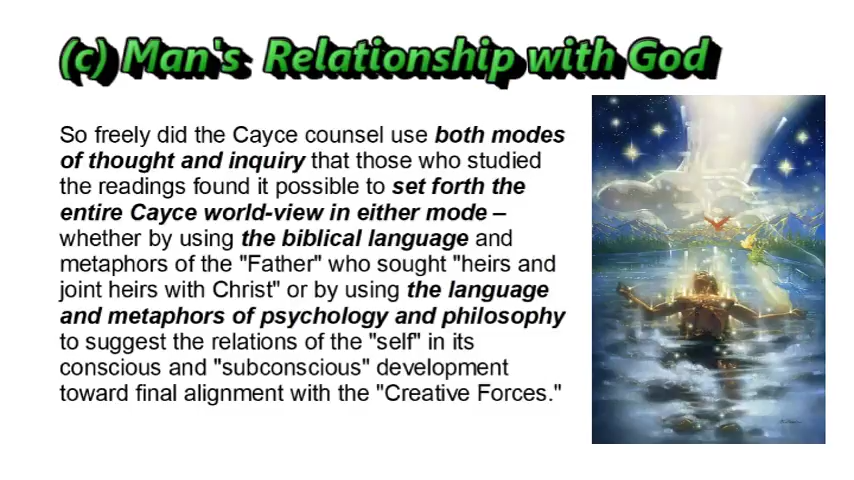 (c) Man's Relationship with God
So freely did the Cayce counsel use both modes
of thought and inquiry that those who studied
the readings found it possible to set forth the
entire Cayce world-view in either mode –
whether by using the biblical language and
metaphors of the "Father" who sought "heirs and
joint heirs with Christ" or by using the language
and metaphors of psychology and philosophy
to suggest the relations of the "self" in its
conscious and "subconscious" development
toward final alignment with the "Creative Forces."